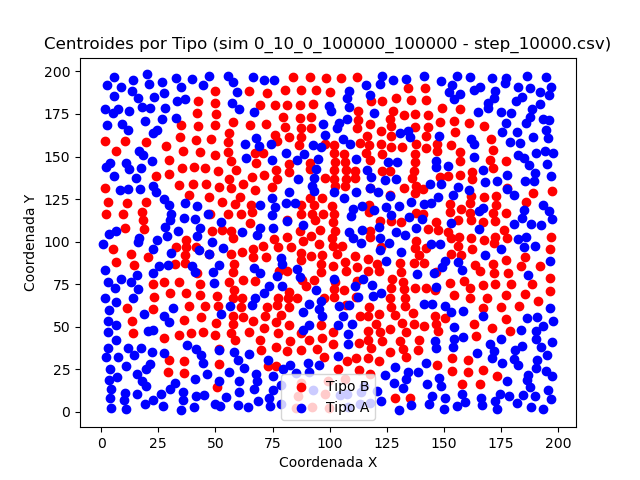 Centroides por Tipo (sim 0_10_0_100000_100000 - step_10000.csv)
200
175
150
125
100
75
50
25
0
Coordenada Y
Tipo B
Tipo A
0 25 50 75 100 125 150 175 200
Coordenada X